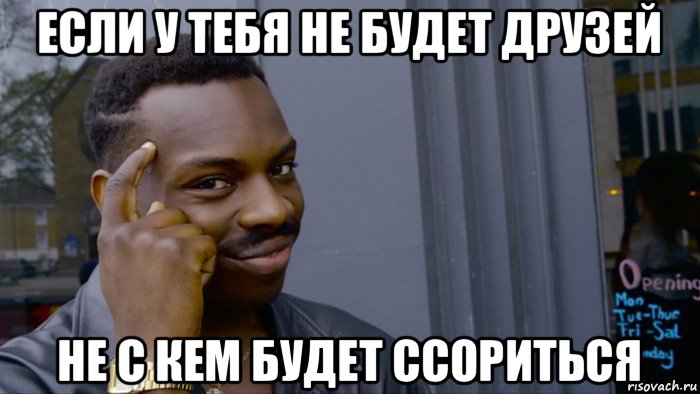 ЕСЛИ У ТЕБЯ НЕ БУДЕТ ДРУЗЕЙ
Opening
Mon
Tue-Thur
Fri-Sat
НЕ С КЕМ БУДЕТ ССОРИТЬСЯ
risovach.ru